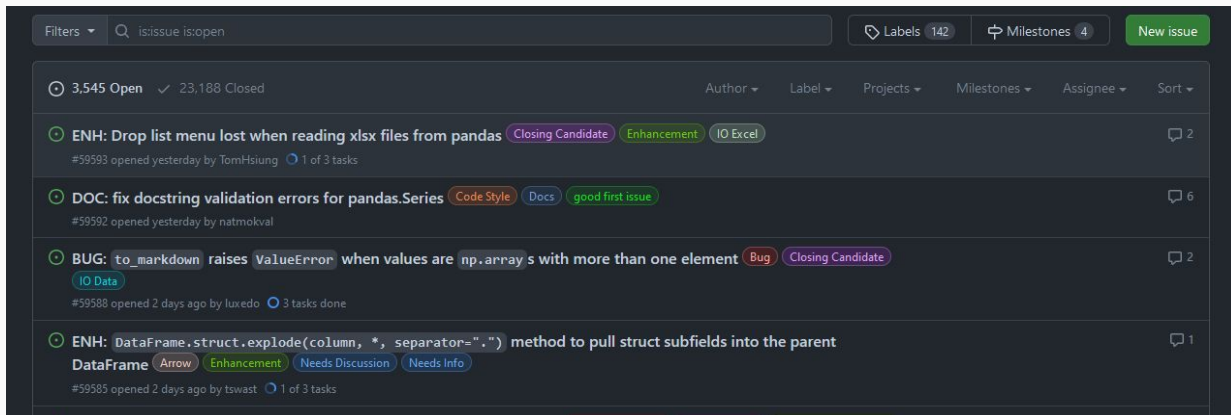 Filters
is:issue is:open
Labels 142
Milestones 4
New issue
3,545 Open 23,188 Closed
Author Label Projects Milestones Assignee Sort
ENH: Drop list menu lost when reading xlsx files from pandas Closing Candidate Enhancement IO Excel 2
#59593 opened yesterday by TomHsiung 1 of 3 tasks
DOC: fix docstring validation errors for pandas.Series Code Style Docs good first issue 6
#59592 opened yesterday by natmokval
BUG: to_markdown raises ValueError when values are np.array s with more than one element Bug Closing Candidate 2
IO Data
#59588 opened 2 days ago by luxedo 3 tasks done
ENH: DataFrame.struct.explode(column, *, separator=".") method to pull struct subfields into the parent 1
DataFrame Arrow Enhancement Needs Discussion Needs Info
#59585 opened 2 days ago by tswast 1 of 3 tasks